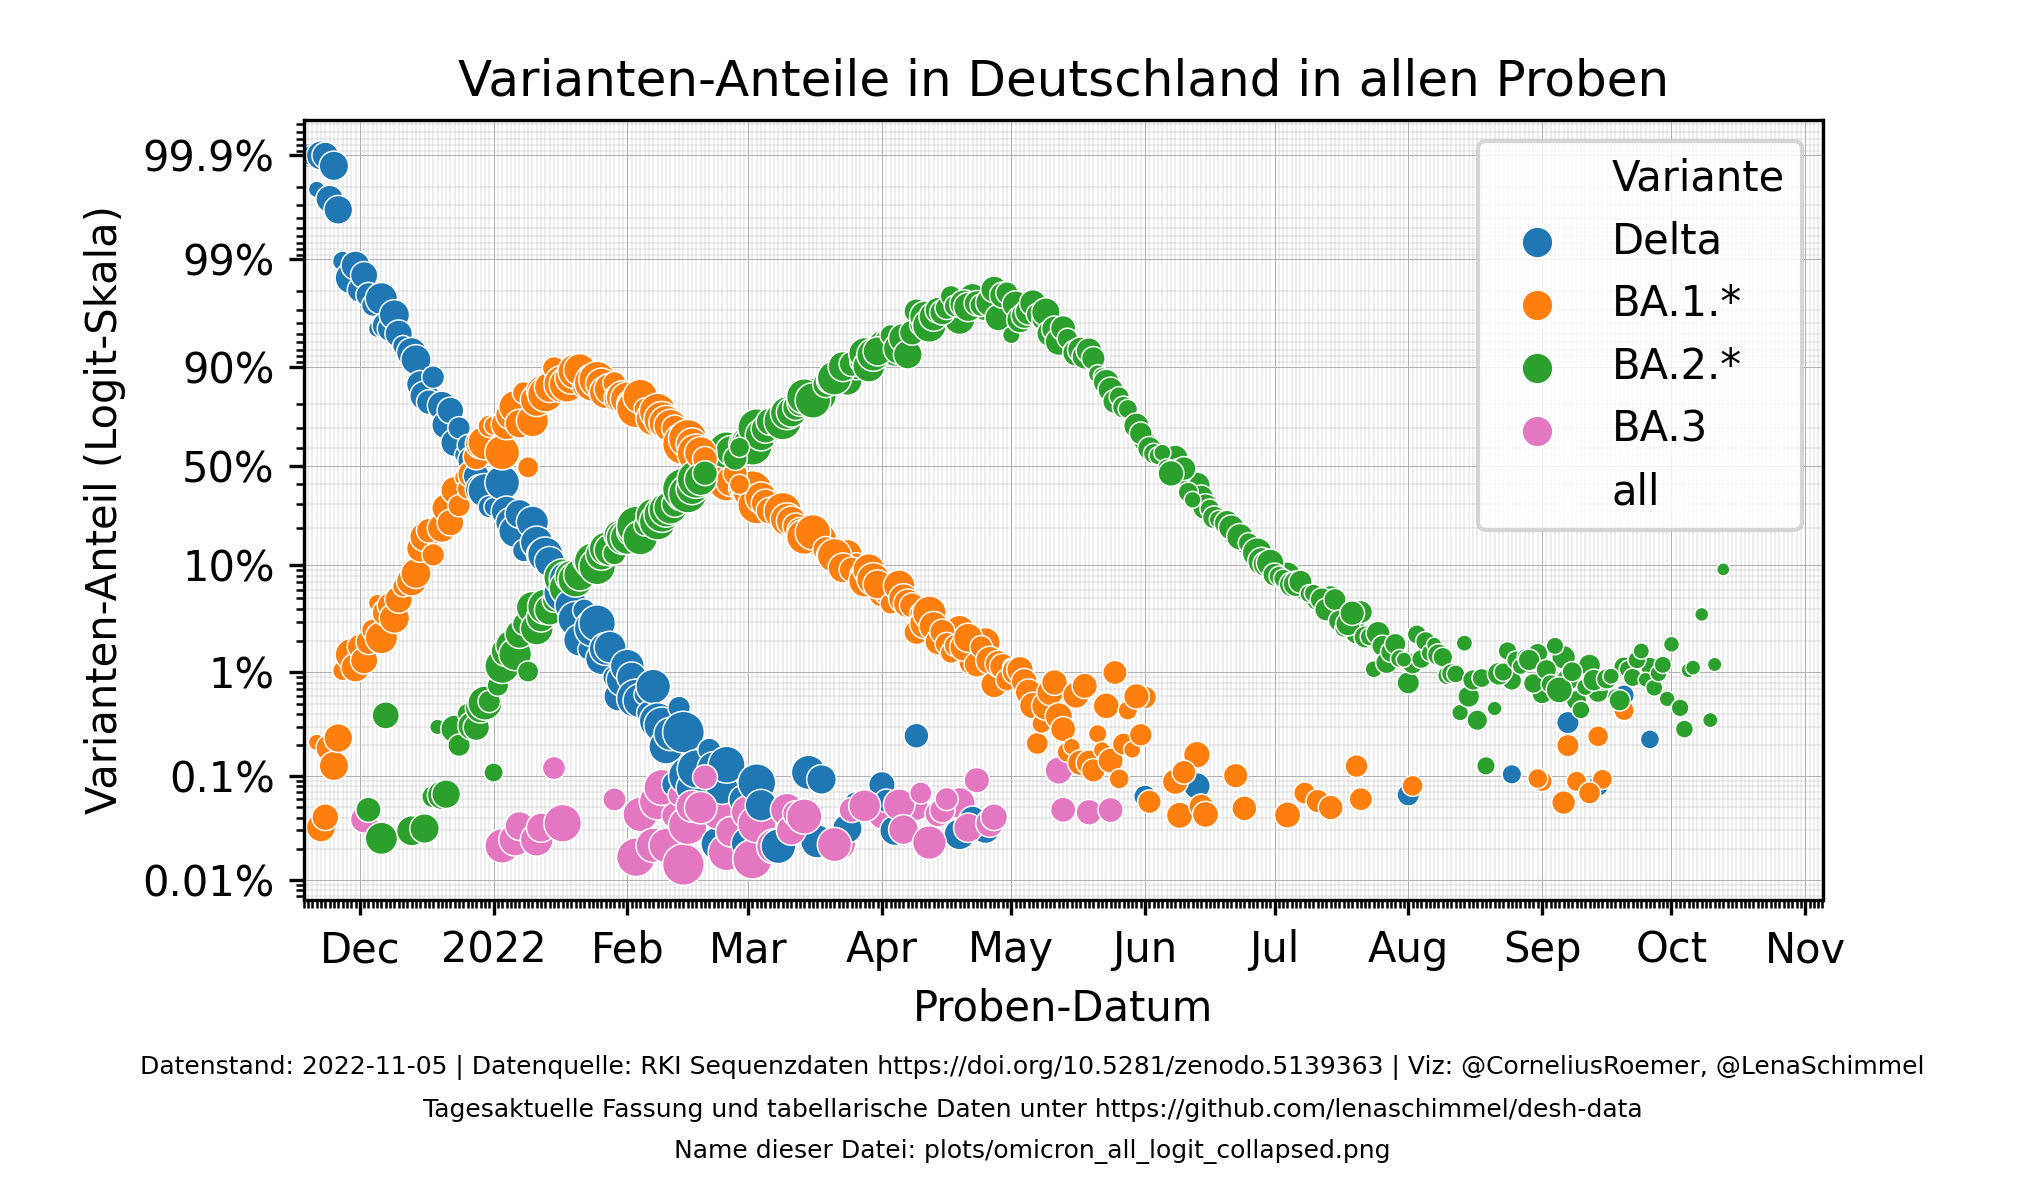 Varianten-Anteile in Deutschland in allen Proben
Varianten-Anteil (Logit-Skala)
99.9%
99%
90%
50%
10%
1%
0.1%
0.01%
Variante
Delta
BA.1.*
BA.2.*
BA.3
all
Dec 2022 Feb Mar Apr May Jun Jul Aug Sep Oct Nov
Proben-Datum
Datenstand: 2022-11-05 | Datenquelle: RKI Sequenzdaten https://doi.org/10.5281/zenodo.5139363 | Viz: @CorneliusRoemer, @LenaSchimmel
Tagesaktuelle Fassung und tabellarische Daten unter https://github.com/lenaschimmel/desh-data
Name dieser Datei: plots/omicron_all_logit_collapsed.png